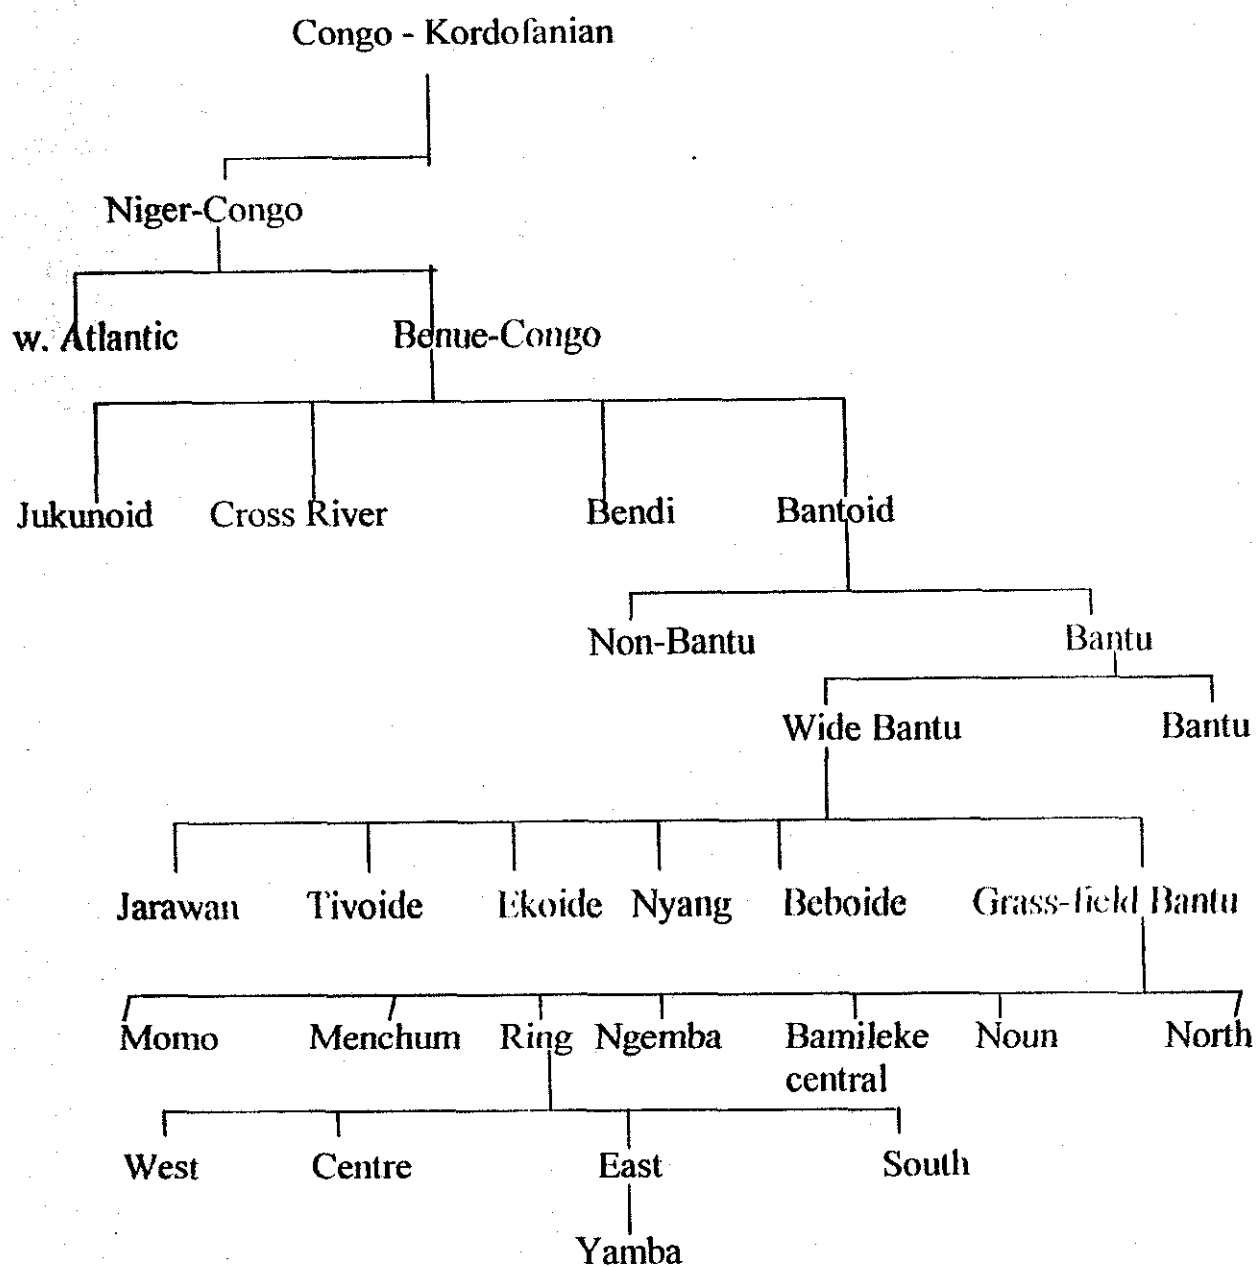 Congo - Kordofanian
Niger-Congo
w. Atlantic Benue-Congo
Jukunoid Cross River Bendi Bantoid
Non-Bantu Bantu
Wide Bantu Bantu
Jarawan Tivoide Ekoide Nyang Beboide Grass-field Bantu
Momo Menchum Ring Ngemba Bamileke Noun North
central
West Centre East South
Yamba